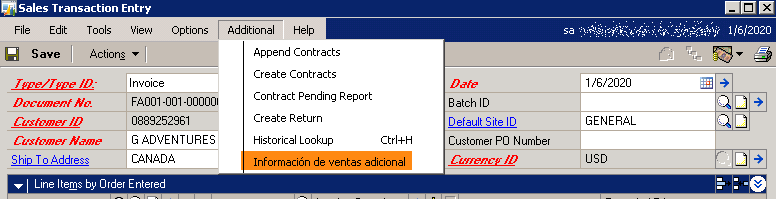 Sales Transaction Entry
File Edit Tools View Options Additional Help sa 1/6/2020
Save Actions
Append Contracts
Create Contracts
Contract Pending Report
Create Return
Historical Lookup Ctrl+H
Información de ventas adicional
Type/Type ID: Invoice Date 1/6/2020
Document No. FA001-001-000000 Batch ID
Customer ID 0889252961 Default Site ID GENERAL
Customer Name G ADVENTURES Customer PO Number
Ship To Address CANADA Currency ID USD
Line Items by Order Entered